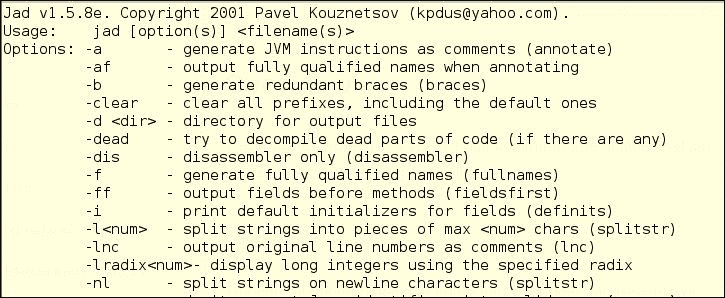 Jad v1.5.8e. Copyright 2001 Pavel Kouznetsov (kpdus@yahoo.com).
Usage:    jad [option(s)] <filename(s)>
Options: -a       - generate JVM instructions as comments (annotate)
         -af      - output fully qualified names when annotating
         -b       - generate redundant braces (braces)
         -clear   - clear all prefixes, including the default ones
         -d <dir> - directory for output files
         -dead    - try to decompile dead parts of code (if there are any)
         -dis     - disassembler only (disassembler)
         -f       - generate fully qualified names (fullnames)
         -ff      - output fields before methods (fieldsfirst)
         -i       - print default initializers for fields (definits)
         -l<num>  - split strings into pieces of max <num> chars (splitstr)
         -lnc     - output original line numbers as comments (lnc)
         -lradix<num>- display long integers using the specified radix
         -nl      - split strings on newline characters (splitstr)